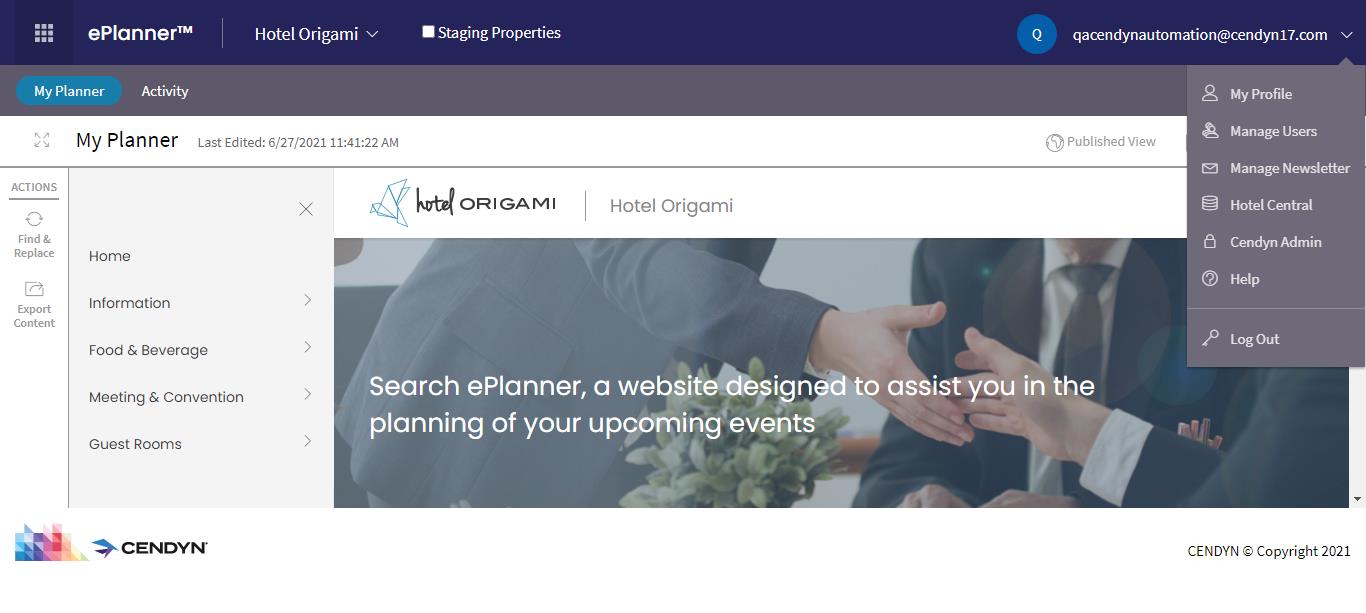 ePlanner™
Hotel Origami
Staging Properties
Q
qacendynautomation@cendyn17.com
My Planner
Activity
My Profile
Manage Users
Manage Newsletter
Hotel Central
Cendyn Admin
Help
Log Out
My Planner
Last Edited: 6/27/2021 11:41:22 AM
Published View
ACTIONS
Find &
Replace
Export
Content
Home
Information
Food & Beverage
Meeting & Convention
Guest Rooms
hotel ORIGAMI
Hotel Origami
Search ePlanner, a website designed to assist you in the
planning of your upcoming events
CENDYN
CENDYN © Copyright 2021